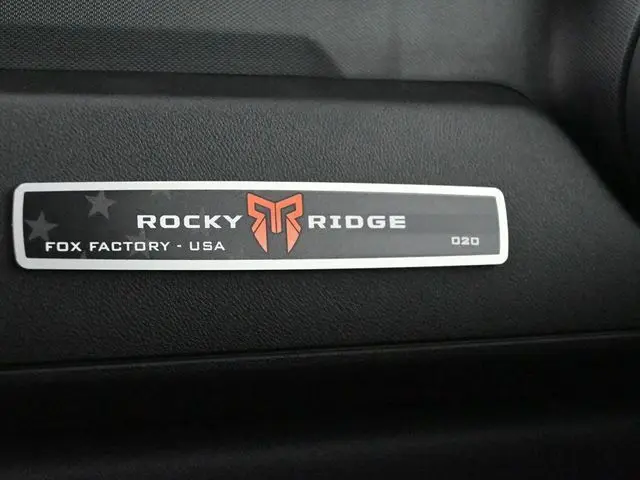 ROCKY RIDGE
FOX FACTORY - USA 020